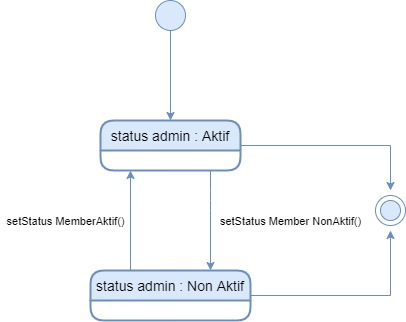 status admin : Aktif
setStatus MemberAktif()
setStatus Member NonAktif()
status admin : Non Aktif